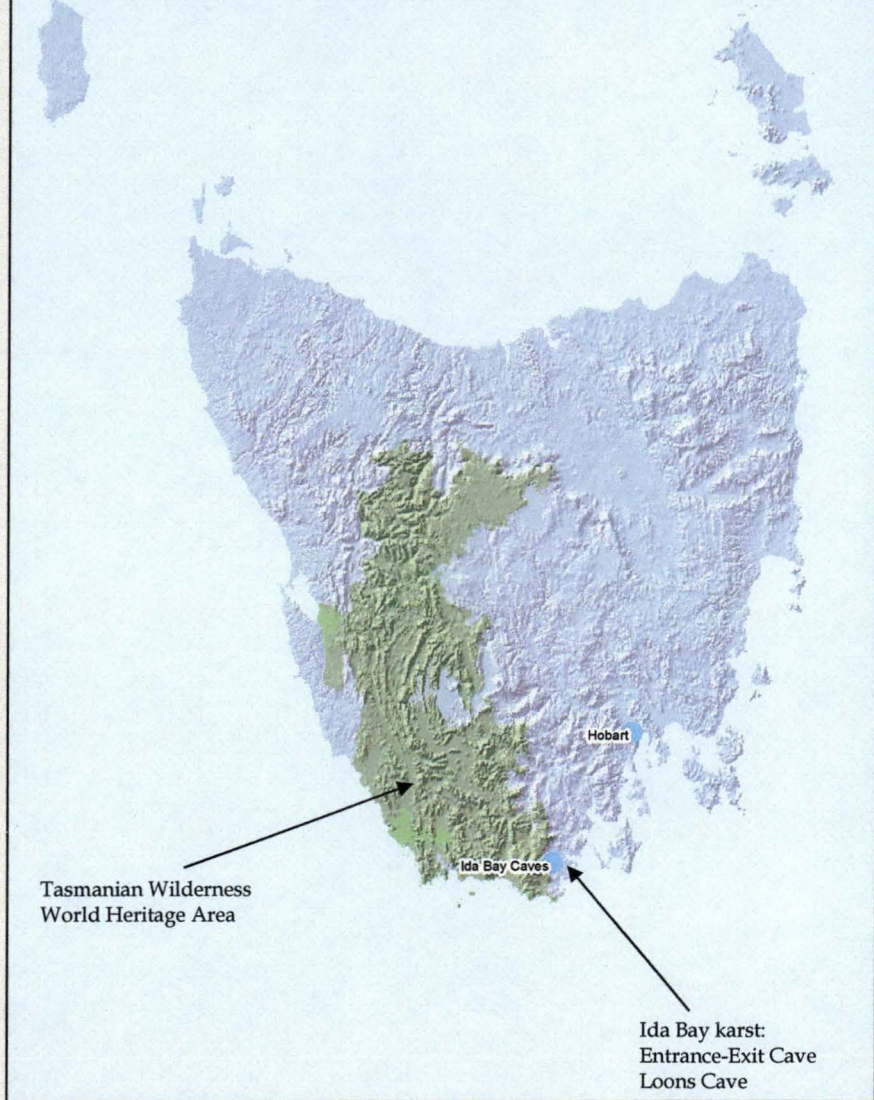 Hobart
Ida Bay Caves
Tasmanian Wilderness
World Heritage Area
Ida Bay karst:
Entrance-Exit Cave
Loons Cave